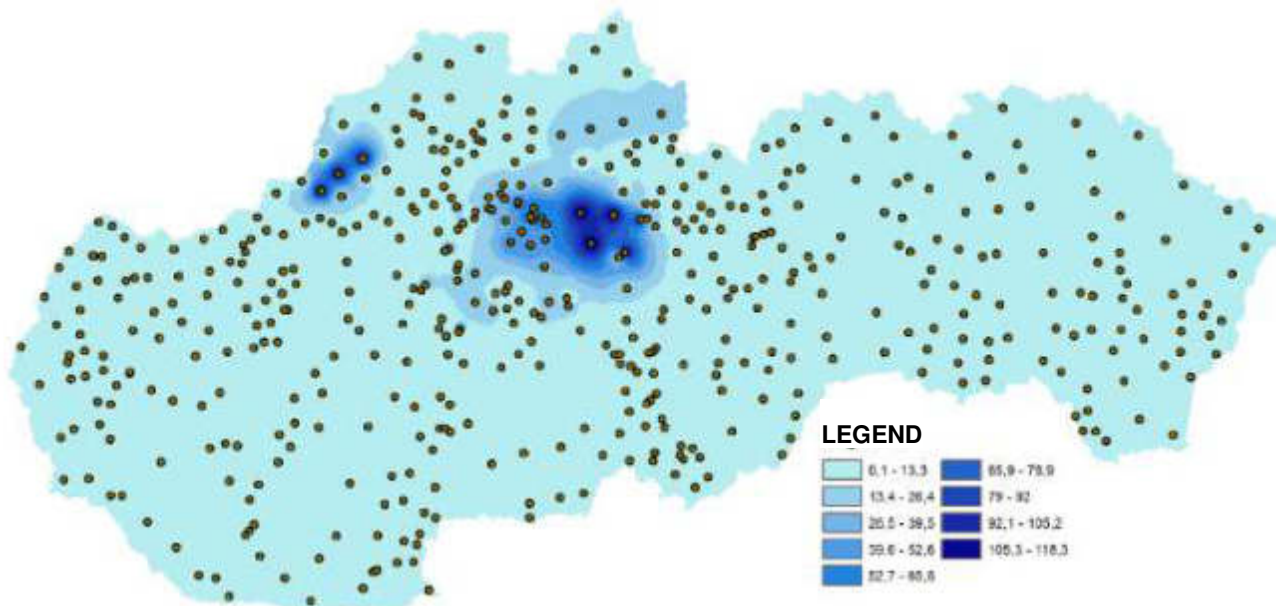 LEGEND
0,1 - 13,3
13,4 - 26,4
26,5 - 39,5
39,6 - 52,6
52,7 - 65,8
65,9 - 78,9
79 - 92
92,1 - 105,2
105,3 - 118,3